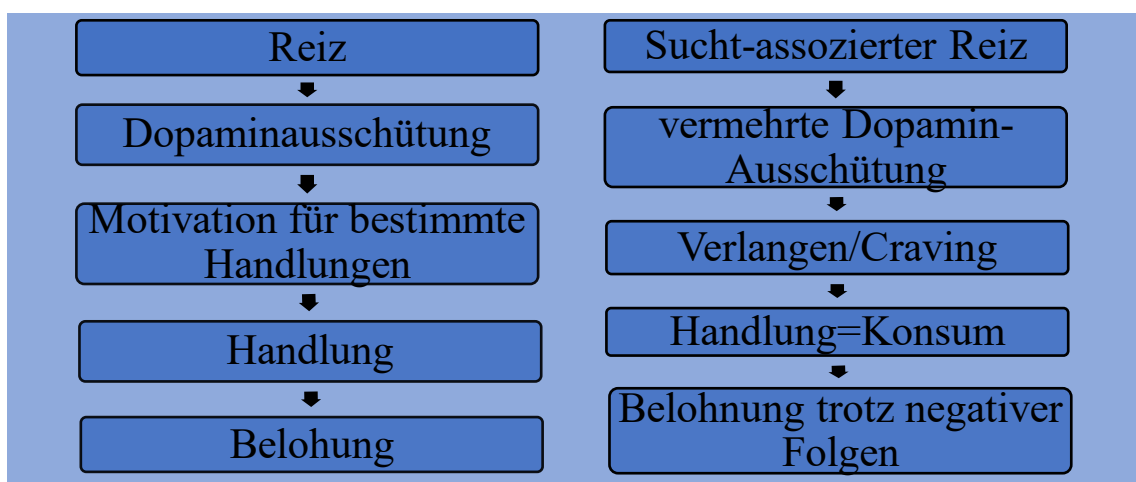 Reiz
Dopaminausschütung
Motivation für bestimmte
Handlungen
Handlung
Belohung
Sucht-assozierter Reiz
vermehrte Dopamin-
Ausschütung
Verlangen/Craving
Handlung=Konsum
Belohnung trotz negativer
Folgen